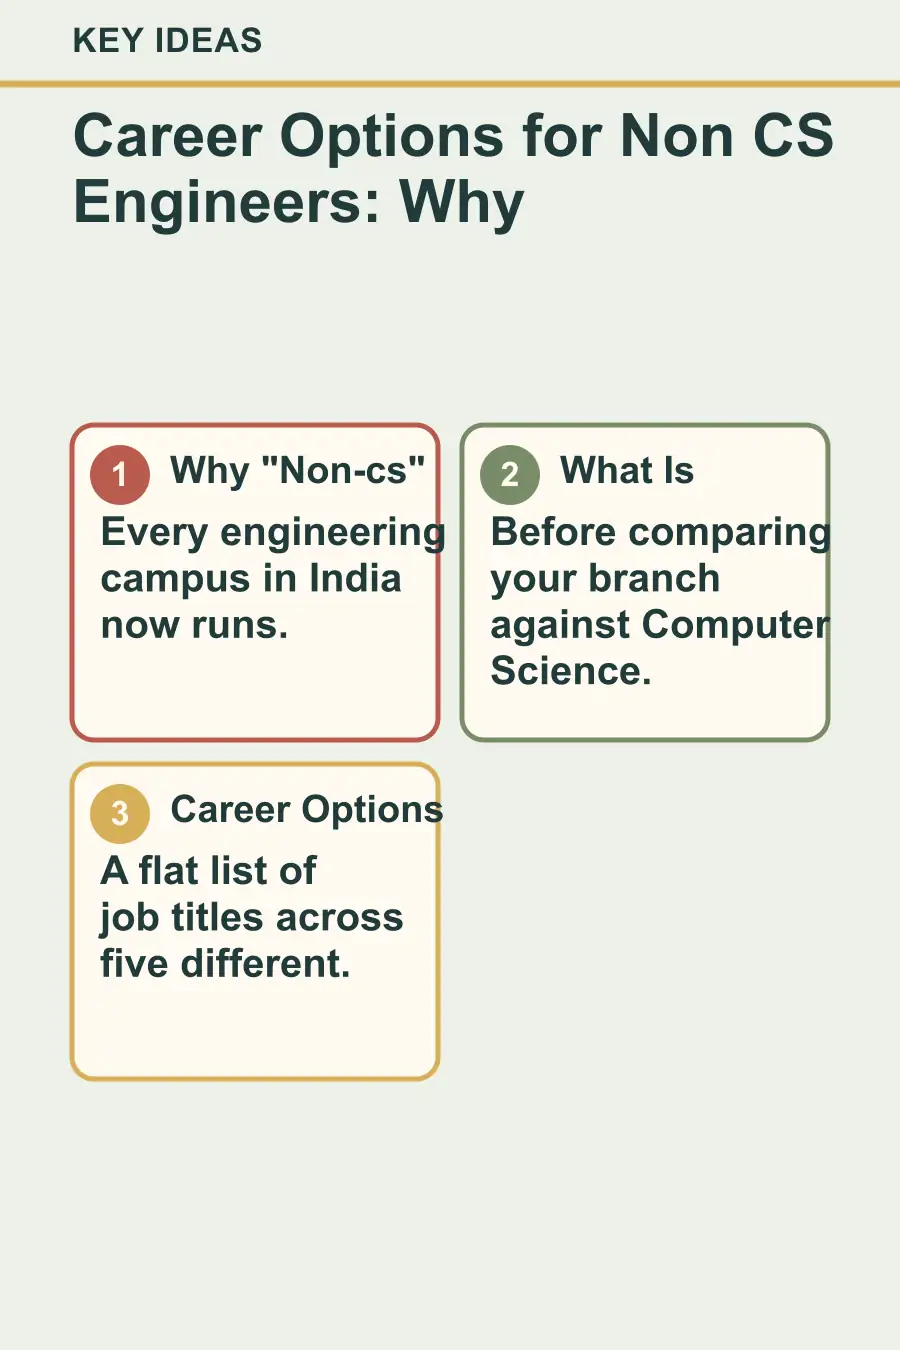 KEY IDEAS
Career Options for Non CS
Engineers: Why
1
Why "Non-cs"
Every engineering
campus in India
now runs.
2
What Is
Before comparing
your branch
against Computer
Science.
3
Career Options
A flat list of
job titles across
five different.